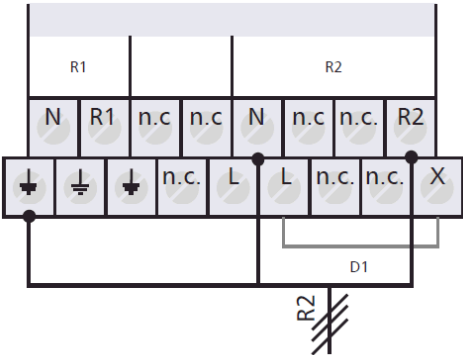 R1 R2
N R1 n.c n.c N n.c n.c. R2
n.c. L L n.c. n.c. X
D1
R2